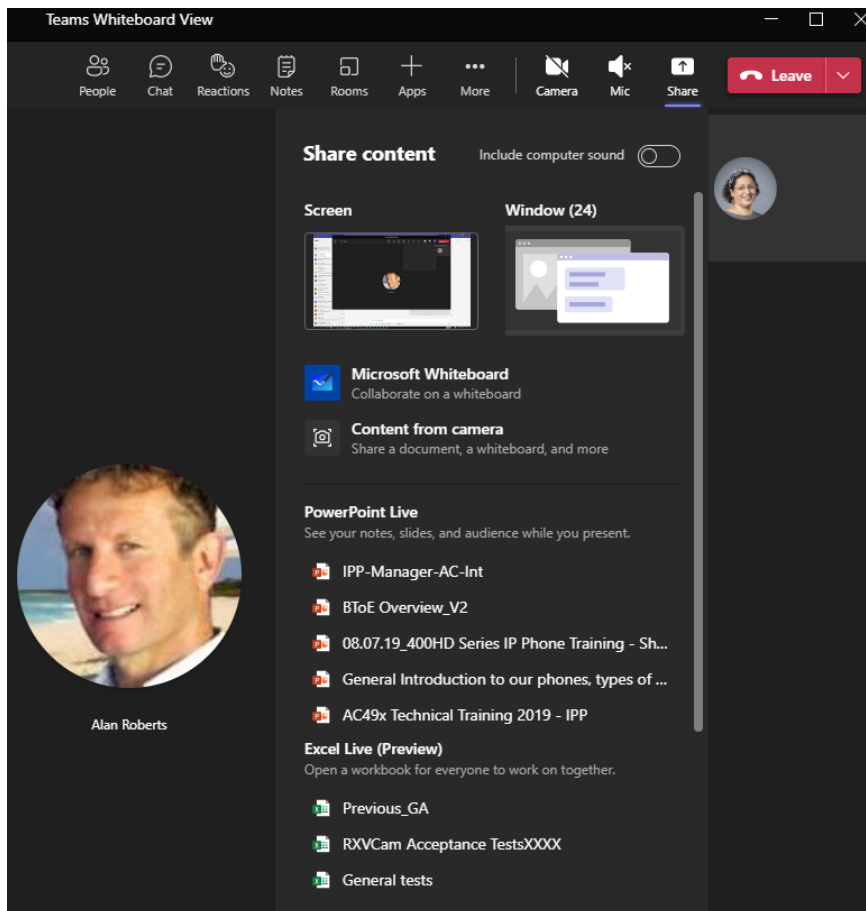 Teams Whiteboard View
People Chat Reactions Notes Rooms Apps More Camera Mic Share Leave
Share content
Include computer sound
Screen
Window (24)
Microsoft Whiteboard
Collaborate on a whiteboard
Content from camera
Share a document, a whiteboard, and more
PowerPoint Live
See your notes, slides, and audience while you present.
IPP-Manager-AC-Int
BToE Overview_V2
08.07.19_400HD Series IP Phone Training - Sh...
General Introduction to our phones, types of ...
AC49x Technical Training 2019 - IPP
Alan Roberts
Excel Live (Preview)
Open a workbook for everyone to work on together.
Previous_GA
RXVCam Acceptance TestsXXXX
General tests